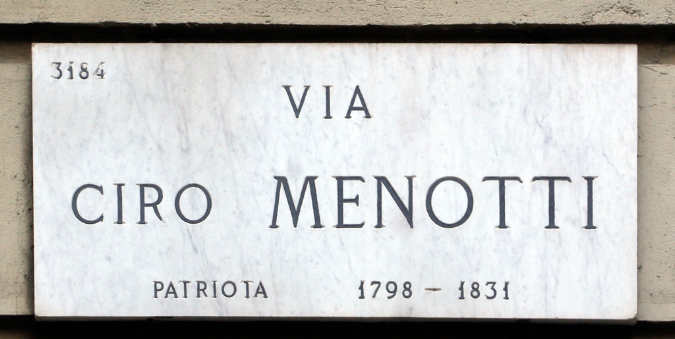 3184
VIA
CIRO MENOTTI
PATRIOTA 1798 – 1831